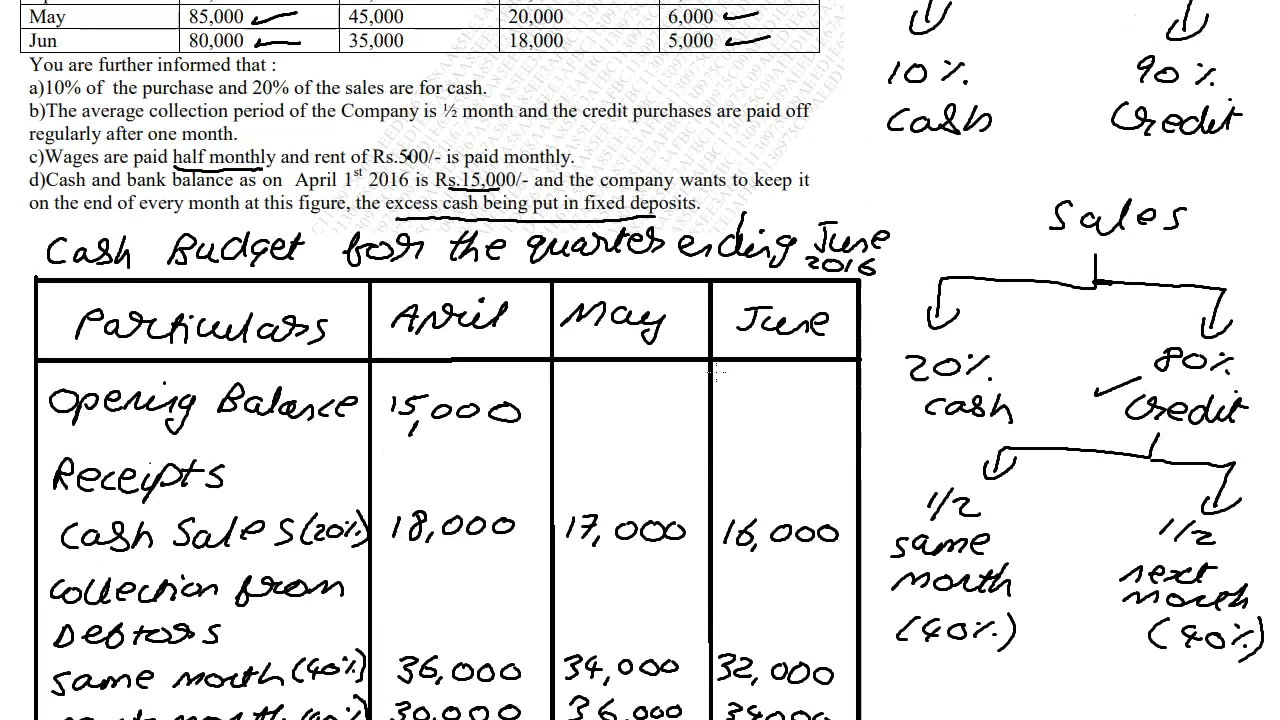 May 85,000 45,000 20,000 6,000
Jun 80,000 35,000 18,000 5,000
You are further informed that :
a)10% of the purchase and 20% of the sales are for cash.
b)The average collection period of the Company is ½ month and the credit purchases are paid off
regularly after one month.
c)Wages are paid half monthly and rent of Rs.500/- is paid monthly.
d)Cash and bank balance as on April 1st 2016 is Rs.15,000/- and the company wants to keep it
on the end of every month at this figure, the excess cash being put in fixed deposits.
10% 90%
cash Credit
Cash Budget for the quarter ending June
2016
Particulars April May June
Opening Balance 15,000
Receipts
Cash Sales (20%) 18,000 17,000 16,000
Collection from
Debtors
same month (40%) 36,000 34,000 32,000
30,000 36,000 34000
Sales
20% 80%
cash Credit
1/2 1/2
same next
month month
(40%) (40%)